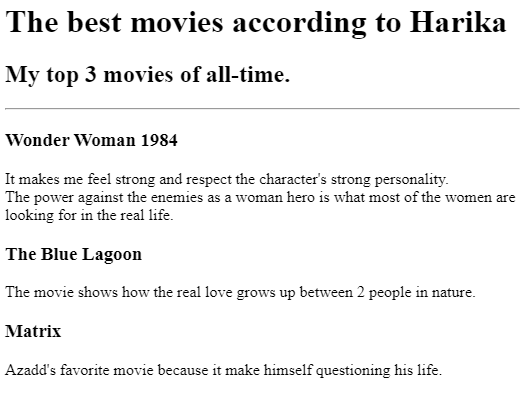 The best movies according to Harika
My top 3 movies of all-time.
Wonder Woman 1984
It makes me feel strong and respect the character's strong personality.
The power against the enemies as a woman hero is what most of the women are
looking for in the real life.
The Blue Lagoon
The movie shows how the real love grows up between 2 people in nature.
Matrix
Azadd's favorite movie because it make himself questioning his life.